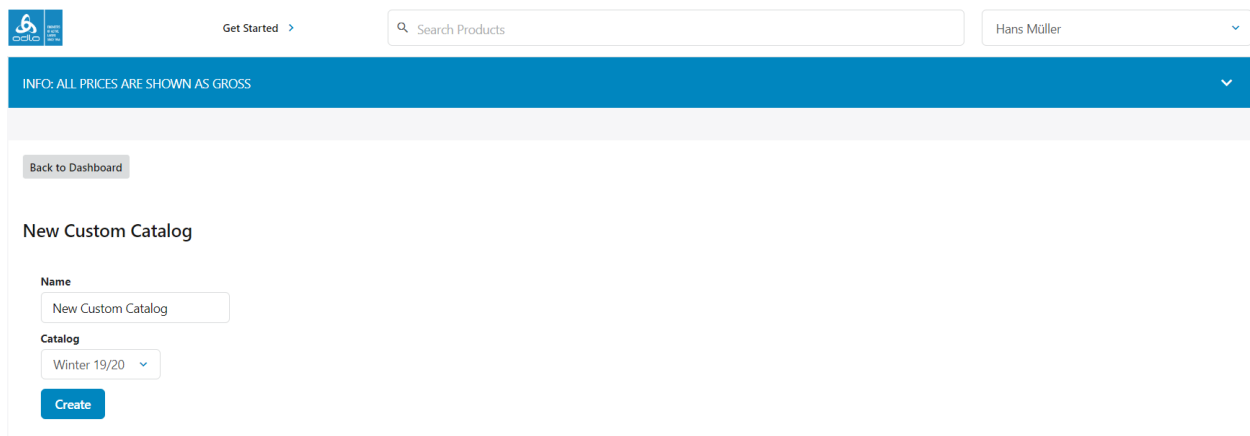 odlo
Get Started
Search Products
Hans Müller
INFO: ALL PRICES ARE SHOWN AS GROSS
Back to Dashboard
New Custom Catalog
Name
New Custom Catalog
Catalog
Winter 19/20
Create